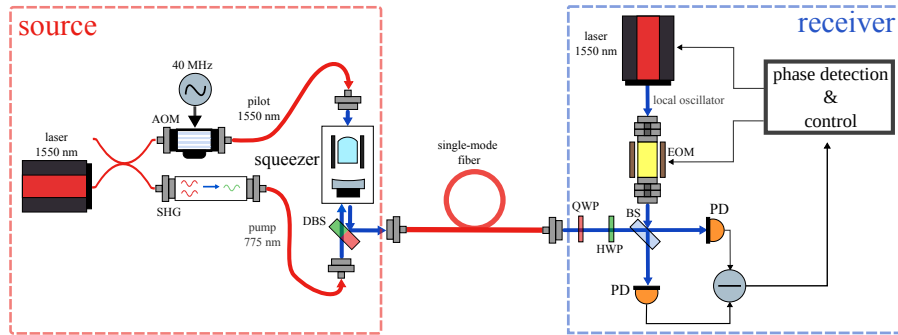 source
receiver
40 MHz
AOM
pilot
1550 nm
laser
1550 nm
squeezer
SHG
DBS
pump
775 nm
single-mode
fiber
laser
1550 nm
local oscillator
phase detection
&
control
EOM
QWP
HWP
BS
PD
PD